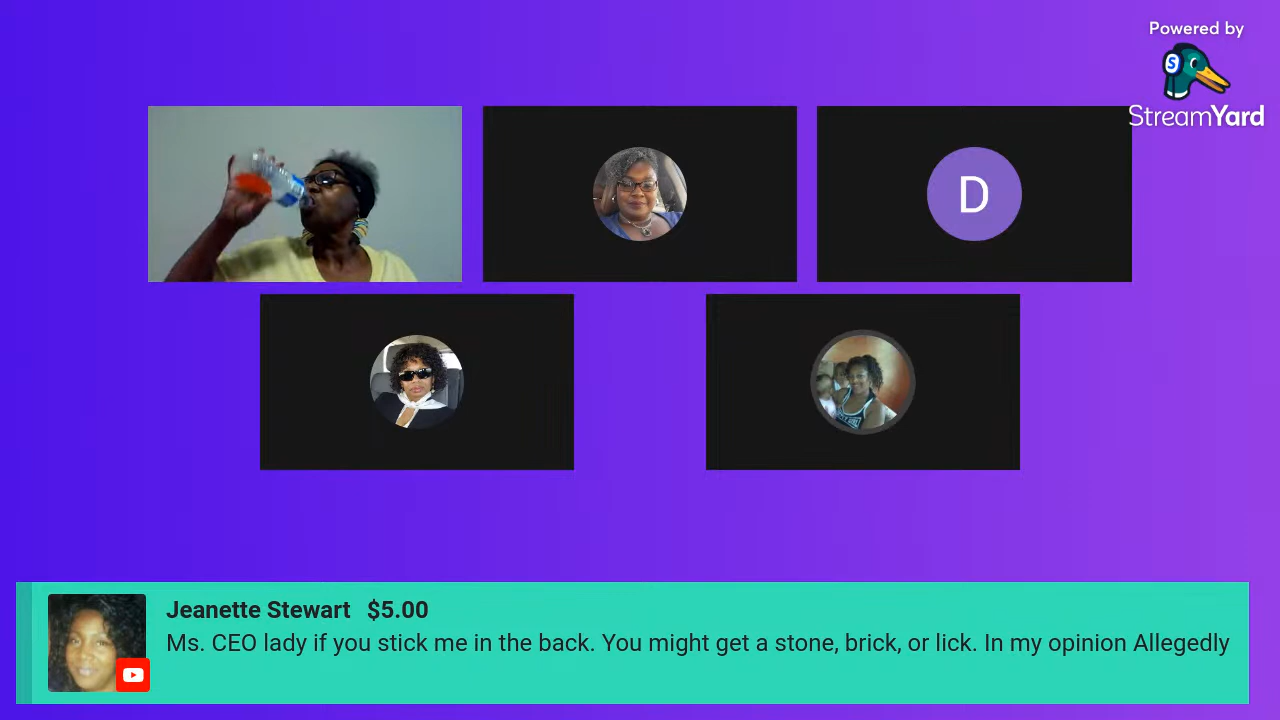 Powered by
S
StreamYard
D
Jeanette Stewart $5.00
Ms. CEO lady if you stick me in the back. You might get a stone, brick, or lick. In my opinion Allegedly